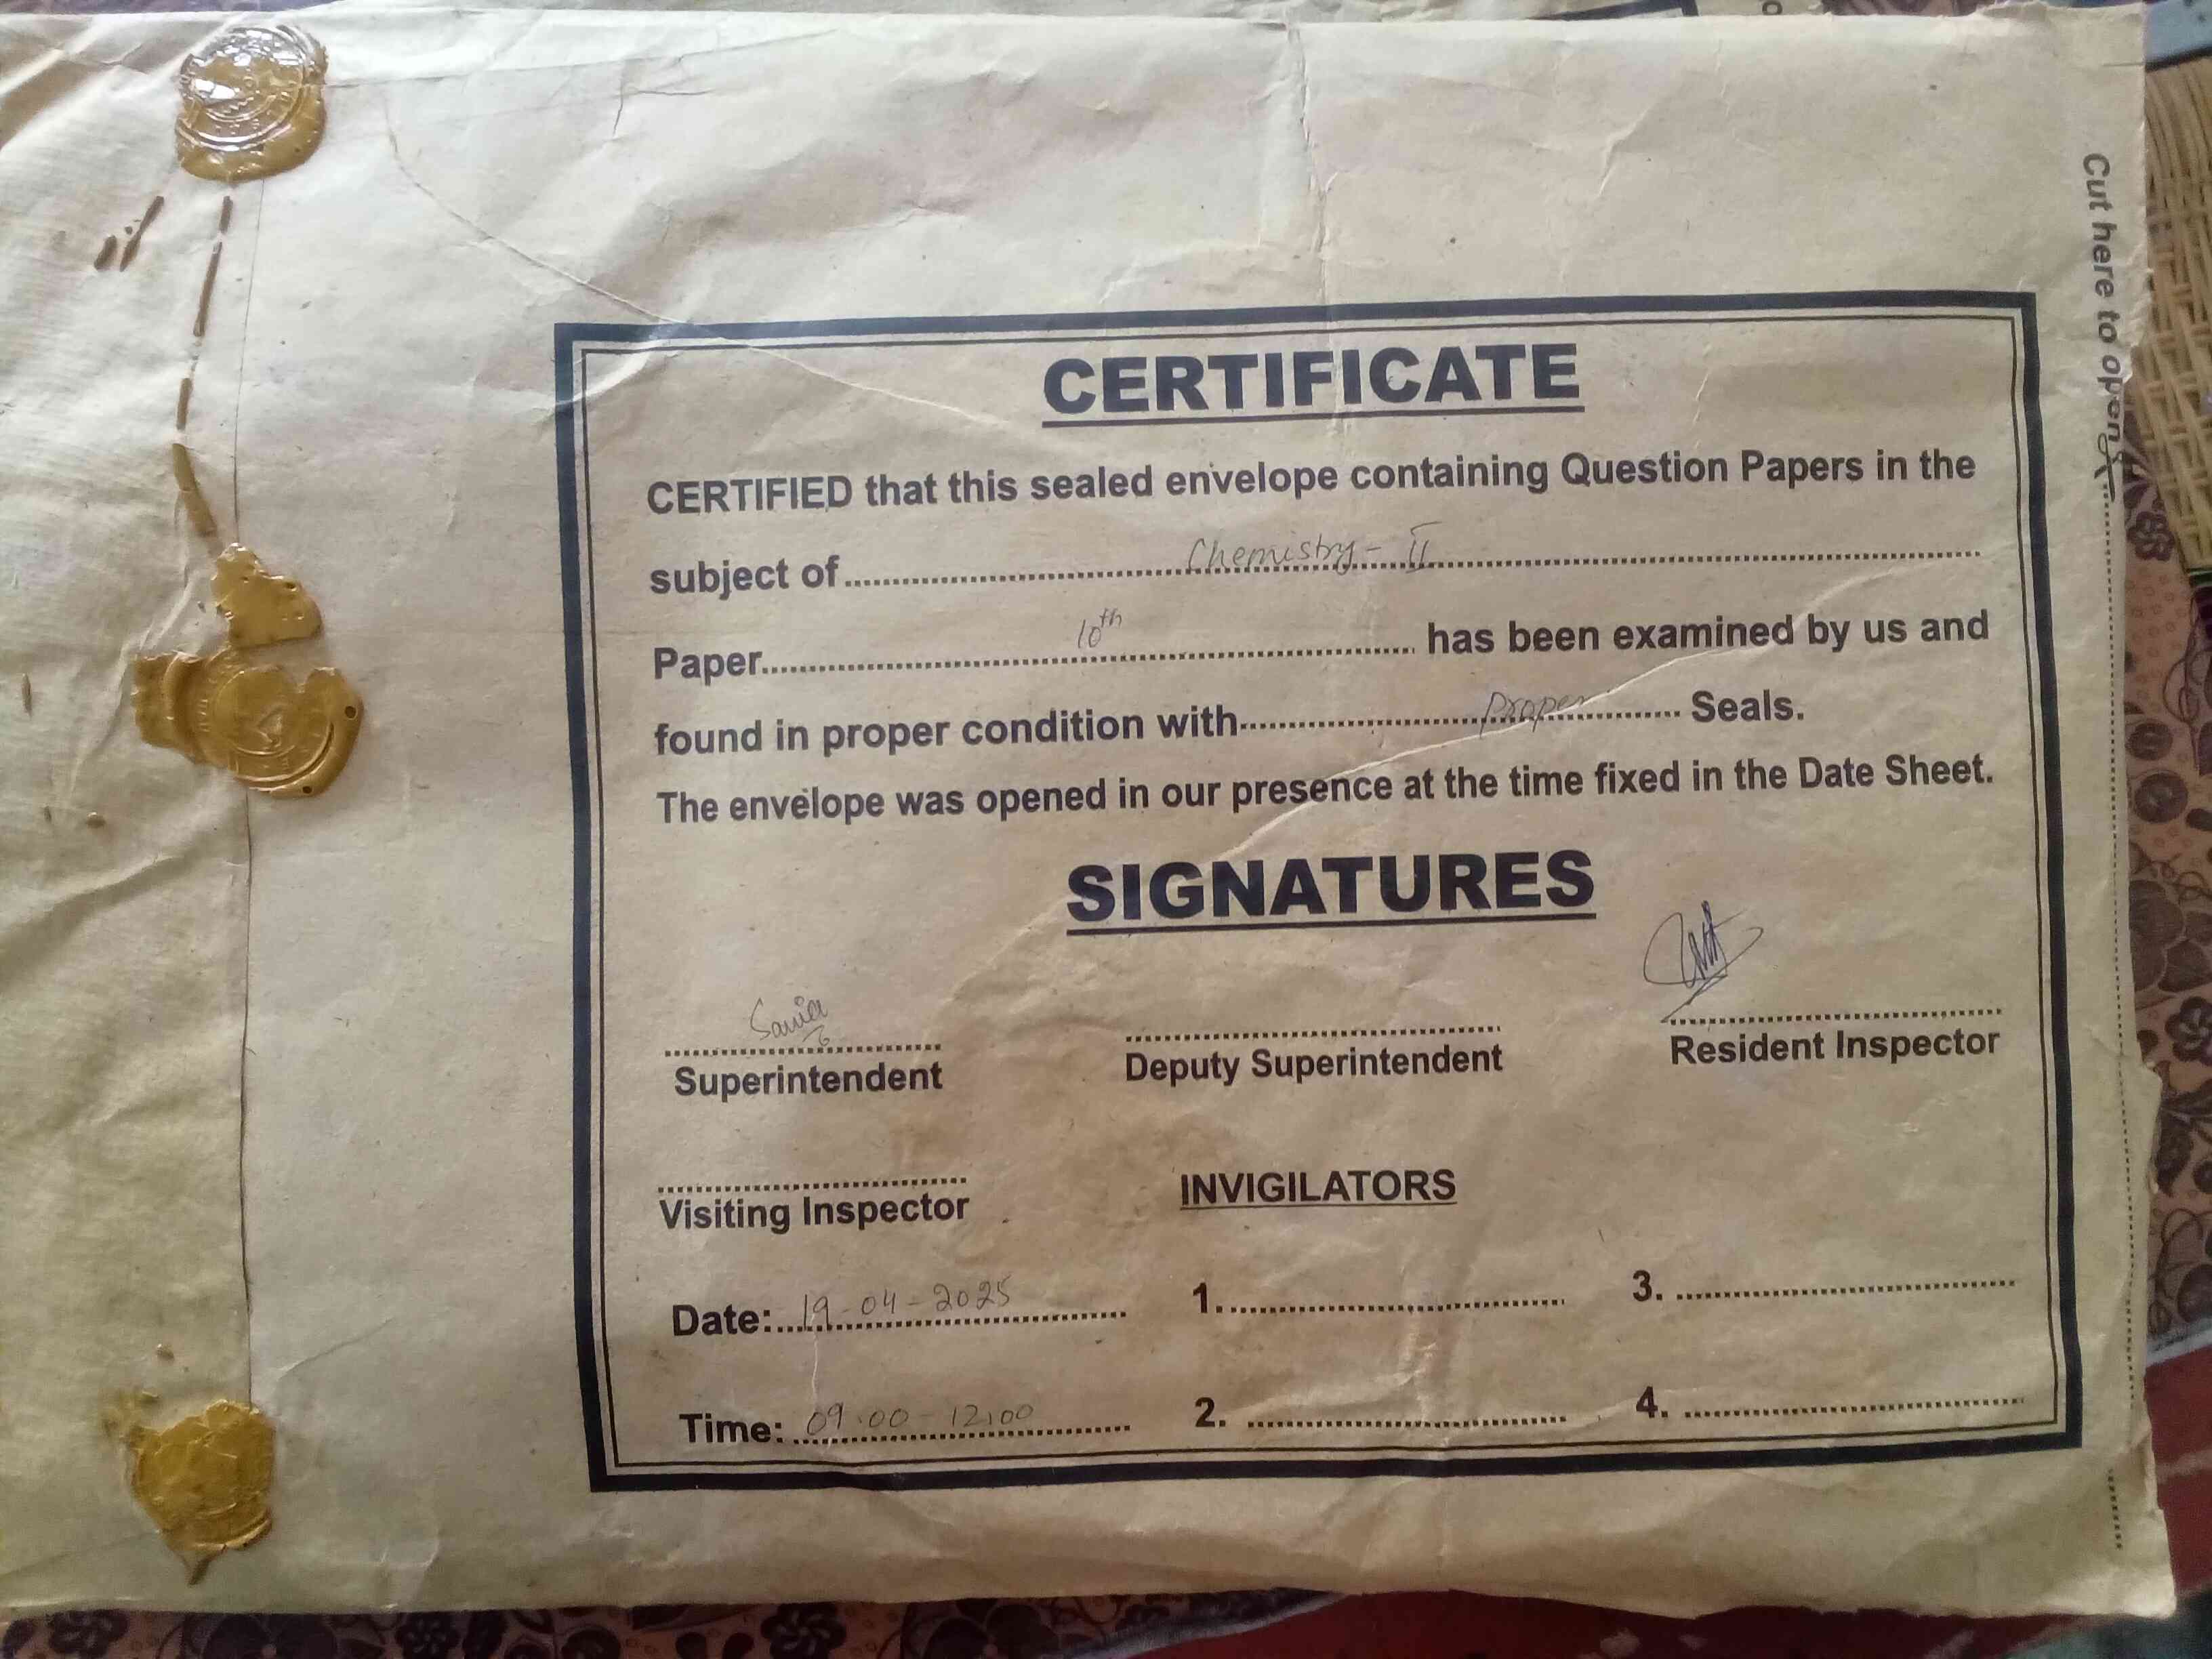 Cut here to open
CERTIFICATE
CERTIFIED that this sealed envelope containing Question Papers in the
subject of Chemistry - II
Paper 10th has been examined by us and
found in proper condition with Proper Seals.
The envelope was opened in our presence at the time fixed in the Date Sheet.
SIGNATURES
Superintendent
Deputy Superintendent
Resident Inspector
Visiting Inspector
INVIGILATORS
Date: 19-04-2025
1.
3.
Time: 09:00 - 12:00
2.
4.